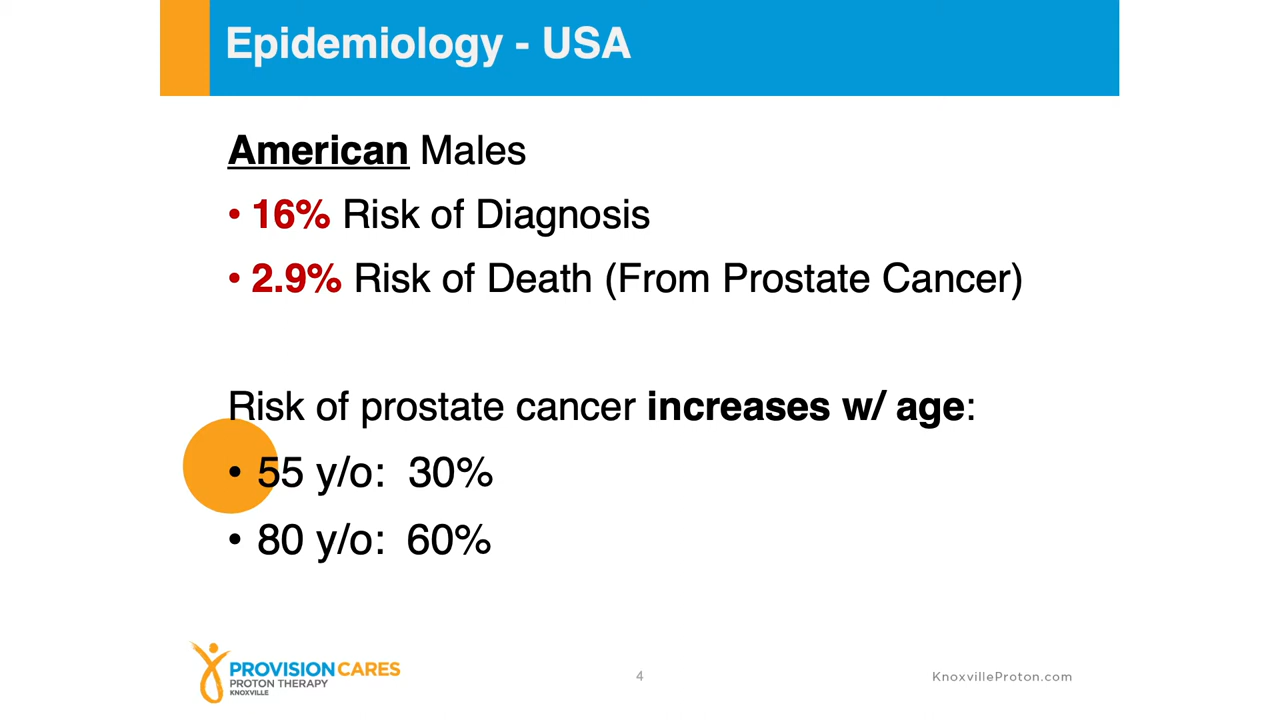 Epidemiology - USA
American Males
• 16% Risk of Diagnosis
• 2.9% Risk of Death (From Prostate Cancer)
Risk of prostate cancer increases w/ age:
• 55 y/o: 30%
• 80 y/o: 60%
PROVISION CARES
PROTON THERAPY
KNOXVILLE
4
KnoxvilleProton.com